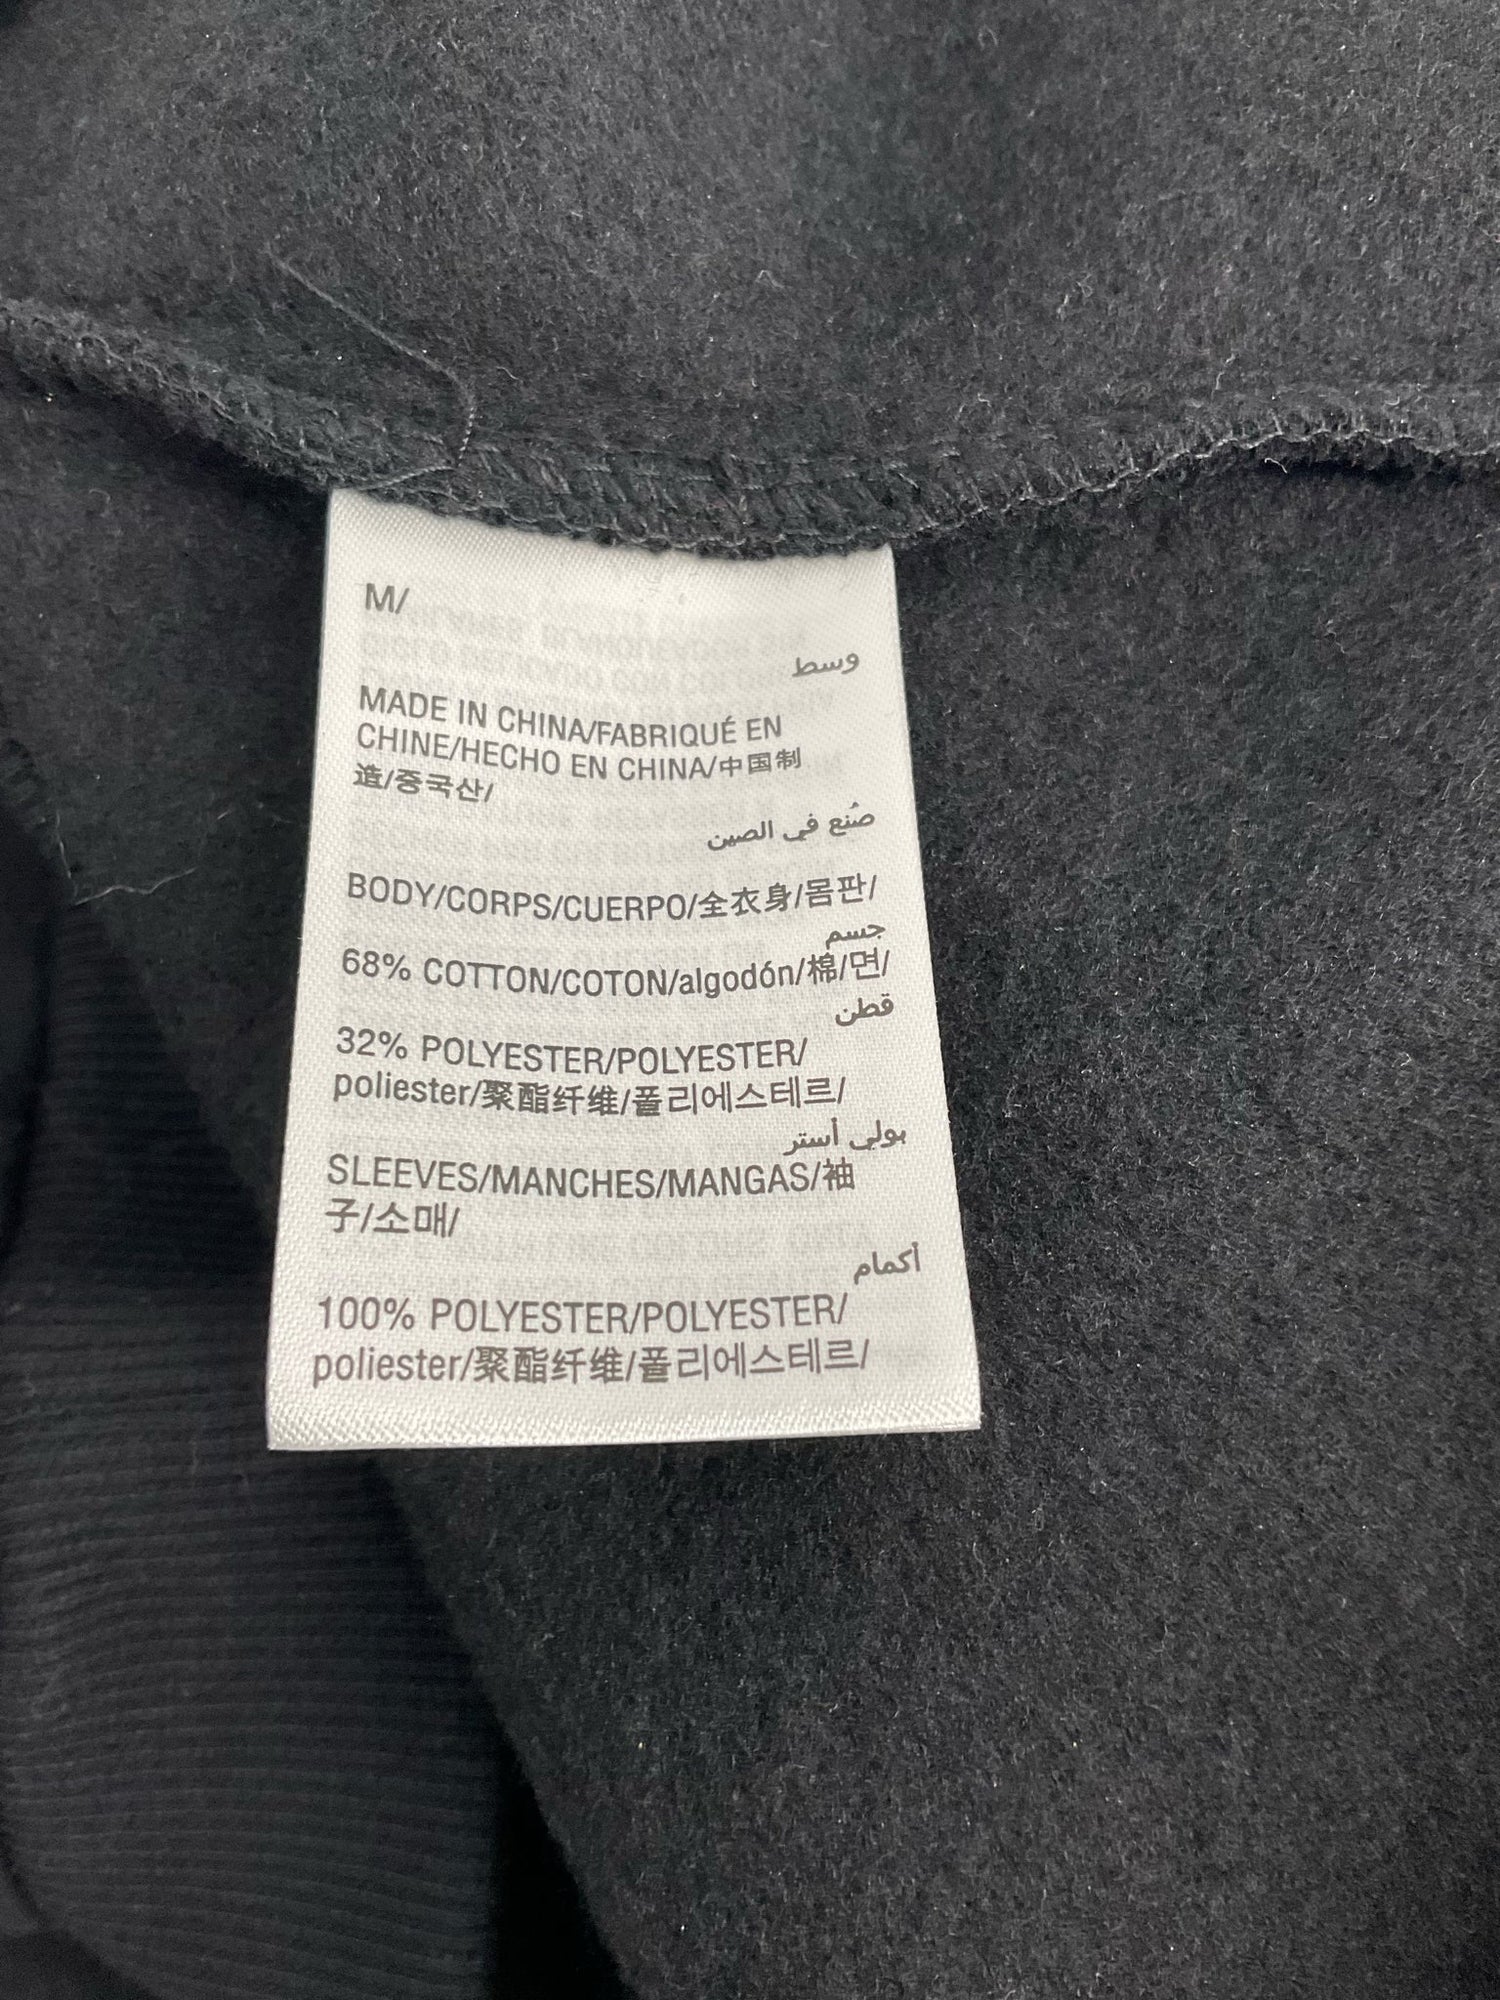 M/
وسط
MADE IN CHINA/FABRIQUÉ EN
CHINE/HECHO EN CHINA/中国制
造/중국산/
صُنع في الصين
BODY/CORPS/CUERPO/全衣身/몸판/
جسم
68% COTTON/COTON/algodón/棉/면/
قطن
32% POLYESTER/POLYESTER/
poliester/聚酯纤维/폴리에스테르/
بولي أستر
SLEEVES/MANCHES/MANGAS/袖
子/소매/
أكمام
100% POLYESTER/POLYESTER/
poliester/聚酯纤维/폴리에스테르/